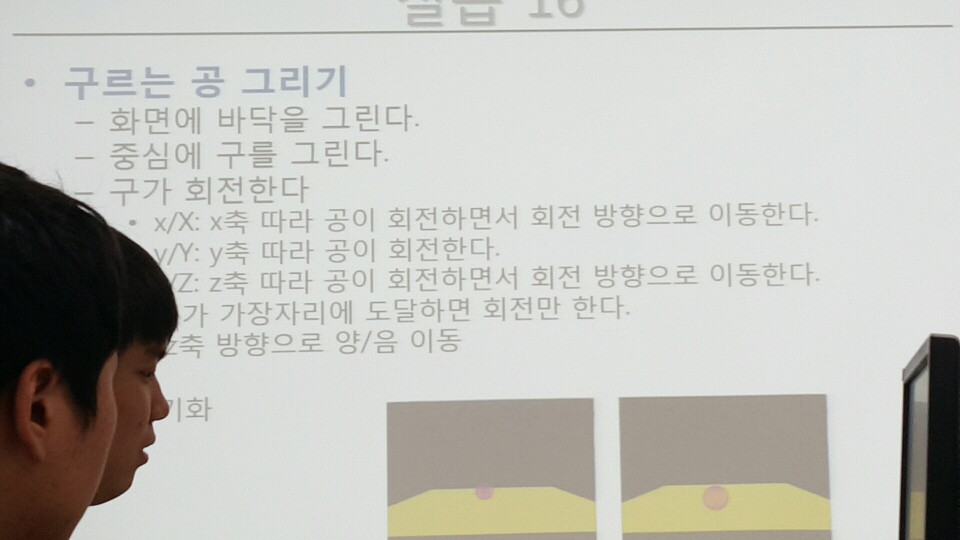 실습 16
• 구르는 공 그리기
– 화면에 바닥을 그린다.
– 중심에 구를 그린다.
– 구가 회전한다
• x/X: x축 따라 공이 회전하면서 회전 방향으로 이동한다.
y/Y: y축 따라 공이 회전한다.
/Z: z축 따라 공이 회전하면서 회전 방향으로 이동한다.
가 가장자리에 도달하면 회전만 한다.
z축 방향으로 양/음 이동
기화